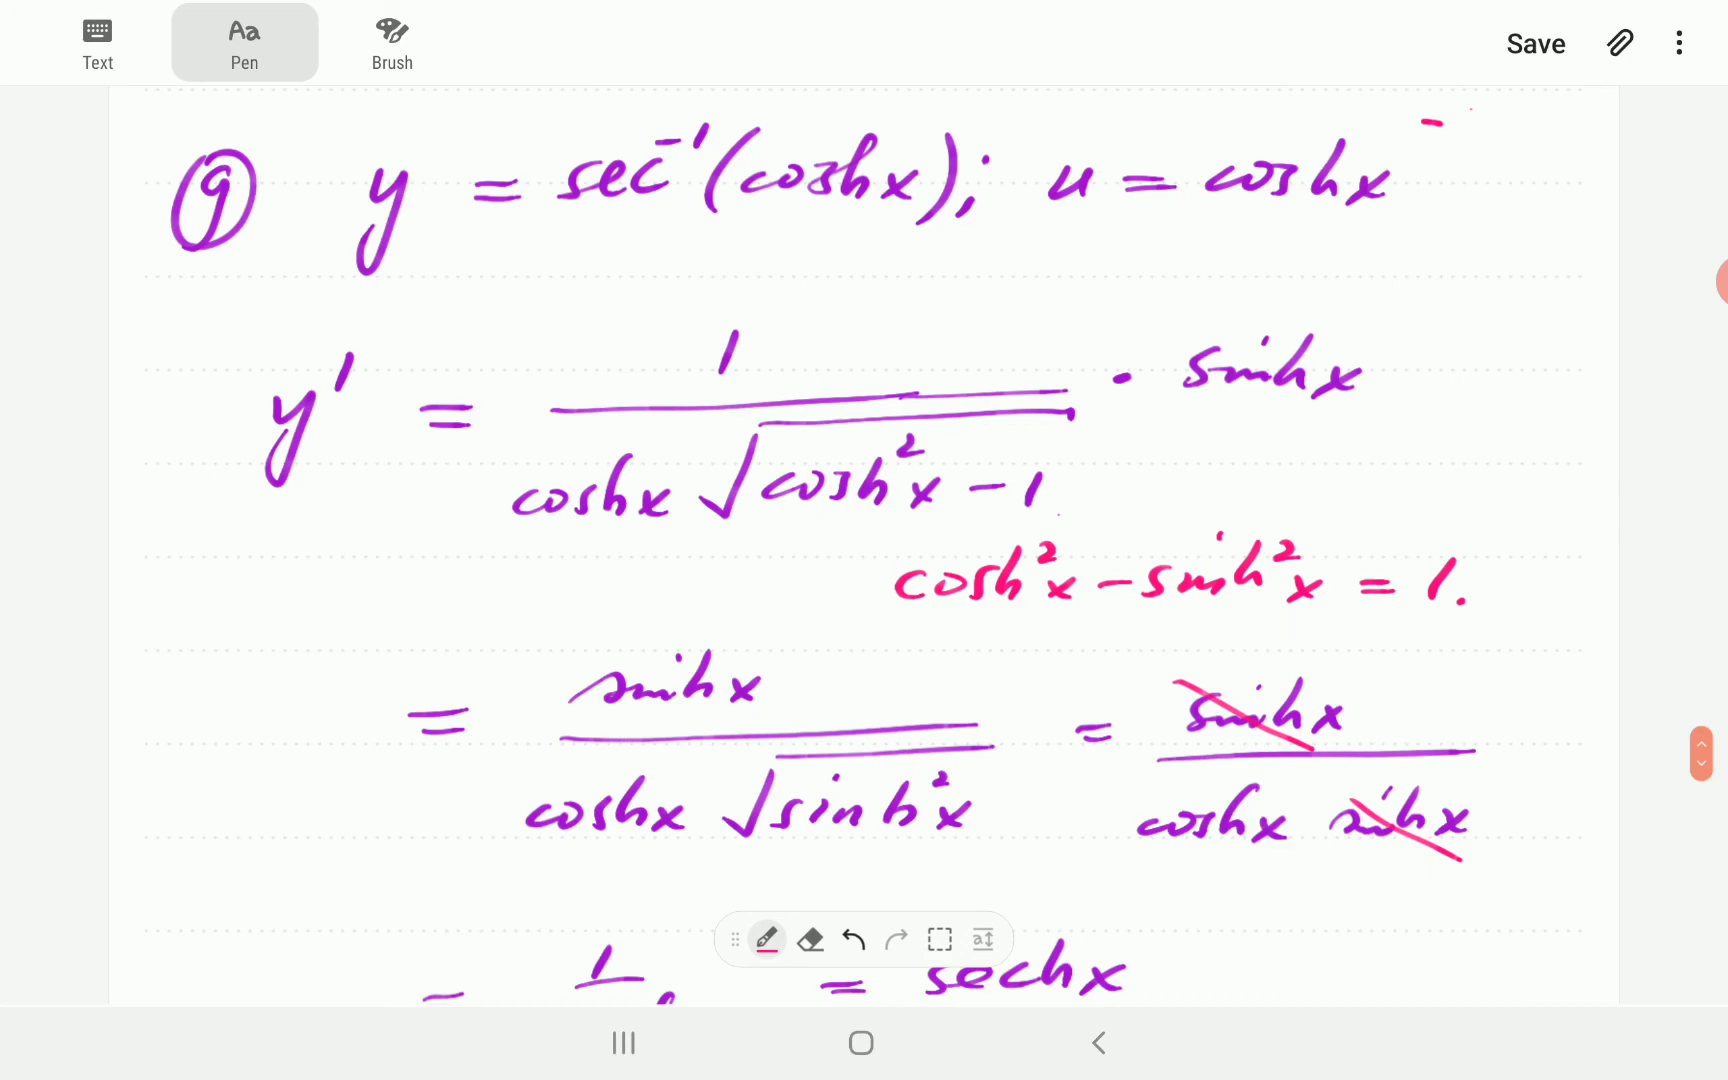 Text Pen Brush Save
⑨ y = sec⁻¹(coshx); u = coshx
y' = 1 / (coshx √(cosh²x - 1)) · sinhx
cosh²x - sinh²x = 1.
= sinhx / (coshx √(sinh²x)) = sinhx / (coshx sinhx)
= 1 = sechx